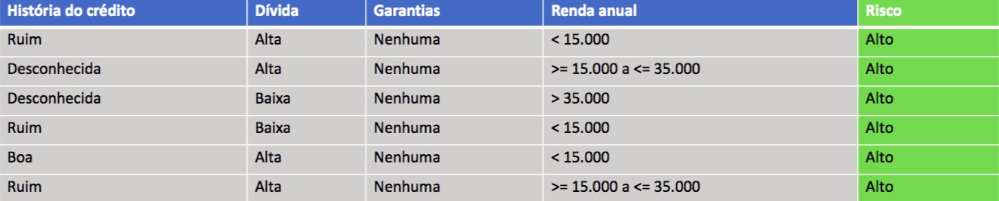 História do crédito Dívida Garantias Renda anual Risco
Ruim Alta Nenhuma < 15.000 Alto
Desconhecida Alta Nenhuma >= 15.000 a <= 35.000 Alto
Desconhecida Baixa Nenhuma > 35.000 Alto
Ruim Baixa Nenhuma < 15.000 Alto
Boa Alta Nenhuma < 15.000 Alto
Ruim Alta Nenhuma >= 15.000 a <= 35.000 Alto